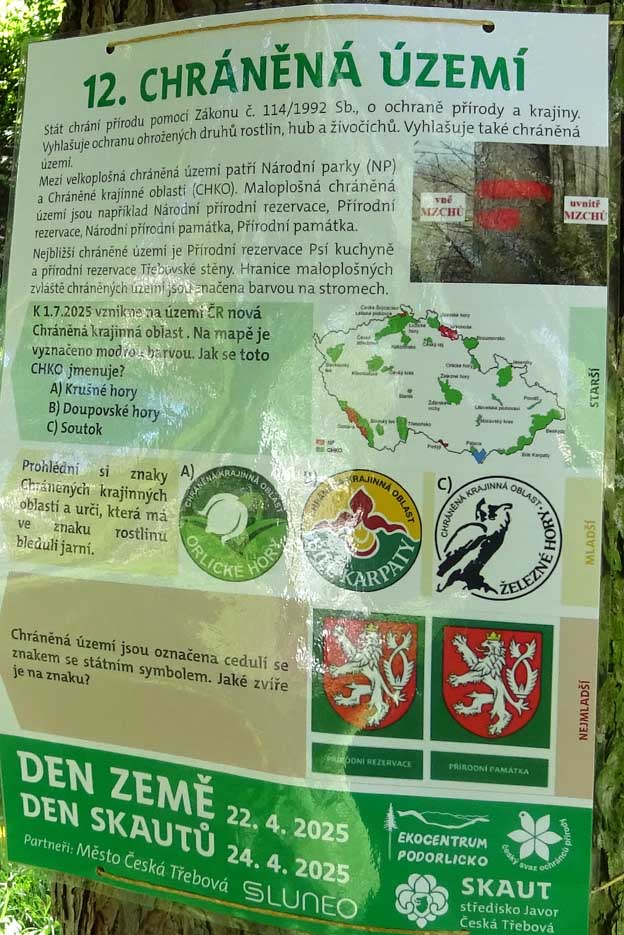 12. CHRÁNĚNÁ ÚZEMÍ
Stát chrání přírodu pomocí Zákonu č. 114/1992 Sb., o ochraně přírody a krajiny.
Vyhlašuje ochranu ohrožených druhů rostlin, hub a živočichů. Vyhlašuje také chráněná
území.
Mezi velkoplošná chráněná území patří Národní parky (NP)
a Chráněné krajinné oblasti (CHKO). Maloplošná chráněná
území jsou například Národní přírodní rezervace, Přírodní
rezervace, Národní přírodní památka, Přírodní památka.
Nejbližší chráněné území je Přírodní rezervace Psí kuchyně
a přírodní rezervace Třebovské stěny. Hranice maloplošných
zvláště chráněných území jsou značena barvou na stromech.
vně
MZCHÚ
uvnitř
MZCHÚ
K 1.7.2025 vznikne na území ČR nová
Chráněná krajinná oblast . Na mapě je
vyznačeno modrou barvou. Jak se toto
CHKO jmenuje?
A) Krušné hory
B) Doupovské hory
C) Soutok
NP
CHKO
STARŠÍ
Prohlédni si znaky
Chránených krajinných
oblastí a urči, která má
ve znaku rostlinu
bleduli jarní.
A)
CHRÁNĚNÁ KRAJINNÁ OBLAST
ORLICKÉ HORY
CHRÁNĚNÁ KRAJINNÁ OBLAST
KARPATY
C)
CHRÁNĚNÁ KRAJINNÁ OBLAST
ŽELEZNÉ HORY
MLADŠÍ
Chráněná území jsou označena cedulí se
znakem se státním symbolem. Jaké zvíře
je na znaku?
PŘÍRODNÍ REZERVACE
PŘÍRODNÍ PAMÁTKA
NEJMLADŠÍ
DEN ZEMĚ 22. 4. 2025
DEN SKAUTŮ 24. 4. 2025
Partneři: Město Česká Třebová SLUNEO
EKOCENTRUM
PODORLICKO
český svaz ochránců přírody
SKAUT
středisko Javor
Česká Třebová